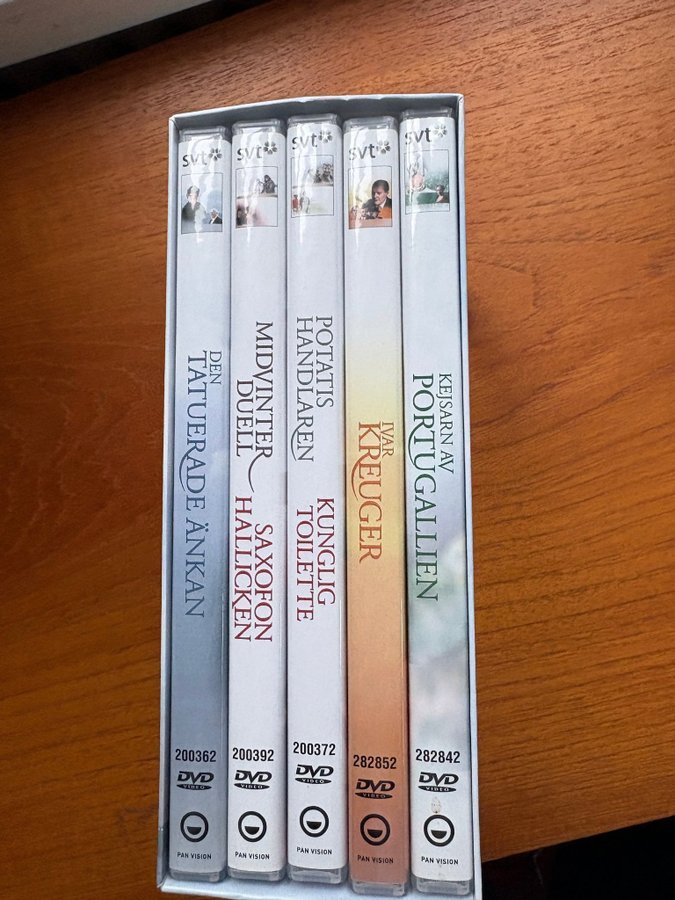 svt
DEN
TATUERADE ÄNKAN
200362
DVD
VIDEO
PAN VISION
svt
MIDVINTER
DUELL
SAXOFON
HALLICKEN
200392
DVD
VIDEO
PAN VISION
svt
POTATIS
HANDLAREN
KUNGLIG
TOILETTE
200372
DVD
VIDEO
PAN VISION
svt
IVAR
KREUGER
282852
DVD
VIDEO
PAN VISION
svt
KEJSARN AV
PORTUGALLIEN
282842
DVD
VIDEO
PAN VISION